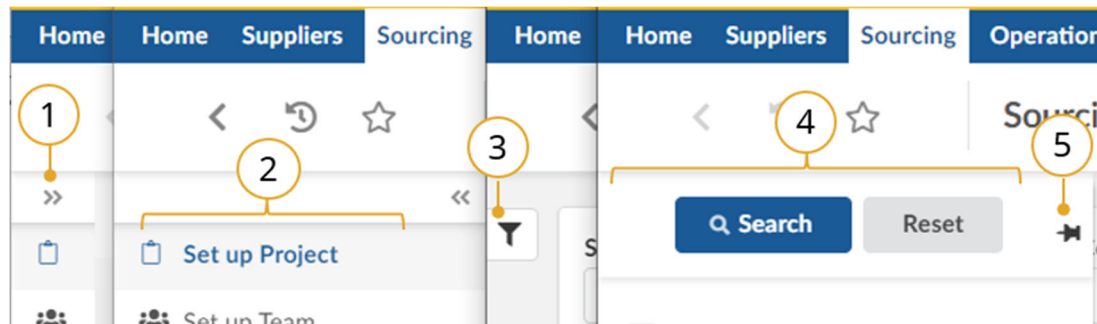 Home
Home Suppliers Sourcing
Home
Home Suppliers Sourcing Operation
1
2
3
4
5
Sourci
Search Reset
Set up Project
S
Set up Team